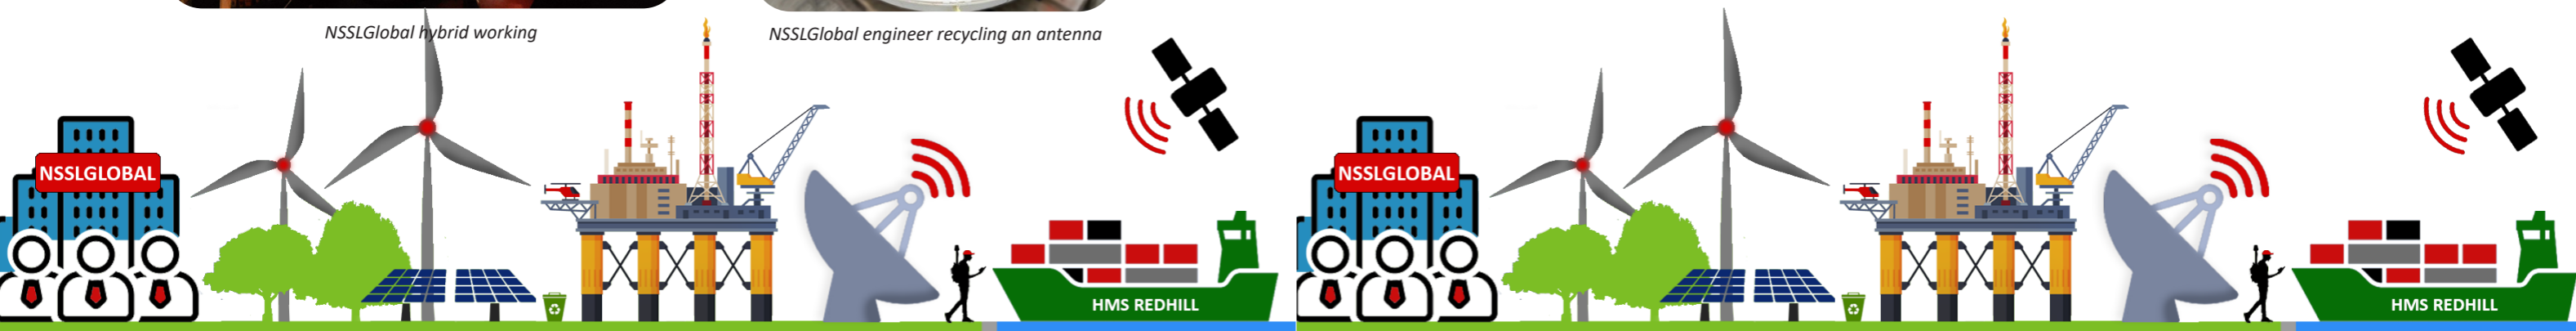 NSSLGlobal hybrid working
NSSLGlobal engineer recycling an antenna
NSSLGLOBAL
HMS REDHILL
NSSLGLOBAL
HMS REDHILL